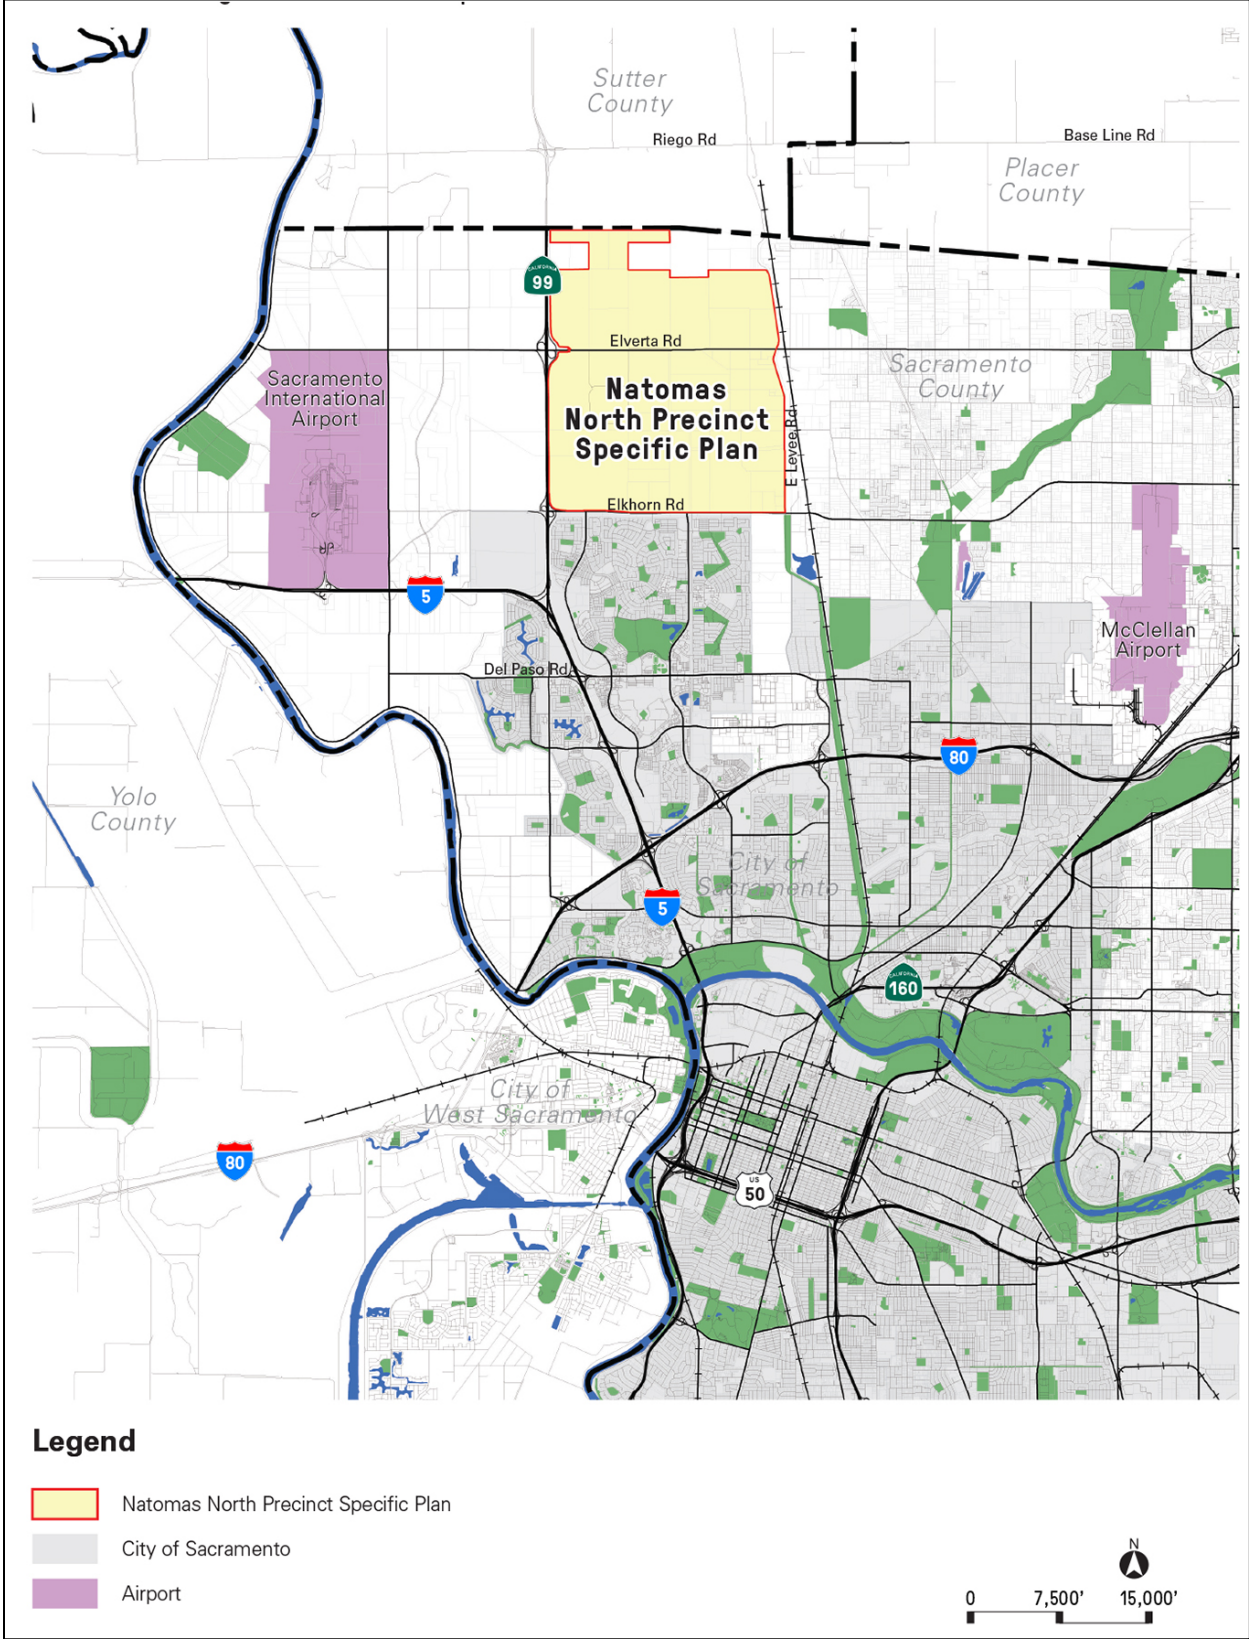 Sutter
County
Riego Rd
Base Line Rd
Placer
County
CALIFORNIA
99
Elverta Rd
Sacramento
County
Sacramento
International
Airport
Natomas
North Precinct
Specific Plan
E Levee Rd
Elkhorn Rd
5
McClellan
Airport
Del Paso Rd
80
Yolo
County
City of
Sacramento
5
CALIFORNIA
160
City of
West Sacramento
80
US
50
Legend
Natomas North Precinct Specific Plan
City of Sacramento
Airport
N
0 7,500' 15,000'